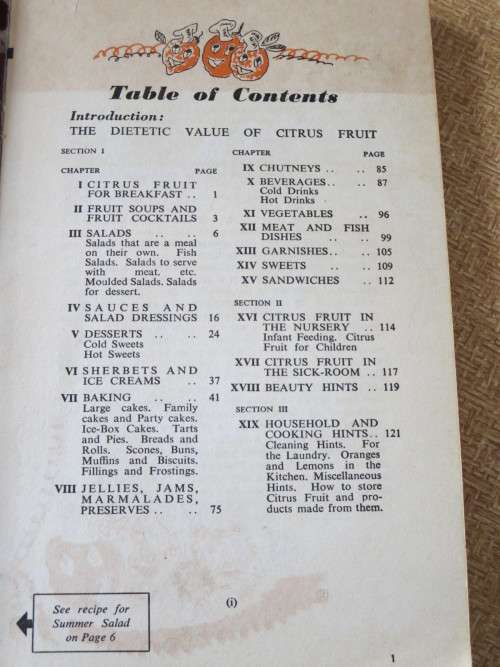 Table of Contents
Introduction:
THE DIETETIC VALUE OF CITRUS FRUIT
SECTION I
CHAPTER PAGE
I CITRUS FRUIT
FOR BREAKFAST .. 1
II FRUIT SOUPS AND
FRUIT COCKTAILS 3
III SALADS .. .. 6
Salads that are a meal
on their own. Fish
Salads. Salads to serve
with meat. etc.
Moulded Salads. Salads
for dessert.
IV SAUCES AND
SALAD DRESSINGS 16
V DESSERTS .. .. 24
Cold Sweets
Hot Sweets
VI SHERBETS AND
ICE CREAMS .. 37
VII BAKING .. .. 41
Large cakes. Family
cakes and Party cakes.
Ice-Box Cakes. Tarts
and Pies. Breads and
Rolls. Scones, Buns,
Muffins and Biscuits.
Fillings and Frostings.
VIII JELLIES, JAMS,
MARMALADES,
PRESERVES .. .. 75
CHAPTER PAGE
IX CHUTNEYS .. .. 85
X BEVERAGES.. .. 87
Cold Drinks
Hot Drinks
XI VEGETABLES .. 96
XII MEAT AND FISH
DISHES .. .. 99
XIII GARNISHES.. .. 105
XIV SWEETS .. .. 109
XV SANDWICHES .. 112
SECTION II
XVI CITRUS FRUIT IN
THE NURSERY .. 114
Infant Feeding. Citrus
Fruit for Children
XVII CITRUS FRUIT IN
THE SICK-ROOM .. 117
XVIII BEAUTY HINTS .. 119
SECTION III
XIX HOUSEHOLD AND
COOKING HINTS.. 121
Cleaning Hints. For
the Laundry. Oranges
and Lemons in the
Kitchen. Miscellaneous
Hints. How to store
Citrus Fruit and pro-
ducts made from them.
See recipe for
Summer Salad
on Page 6
(i)
1